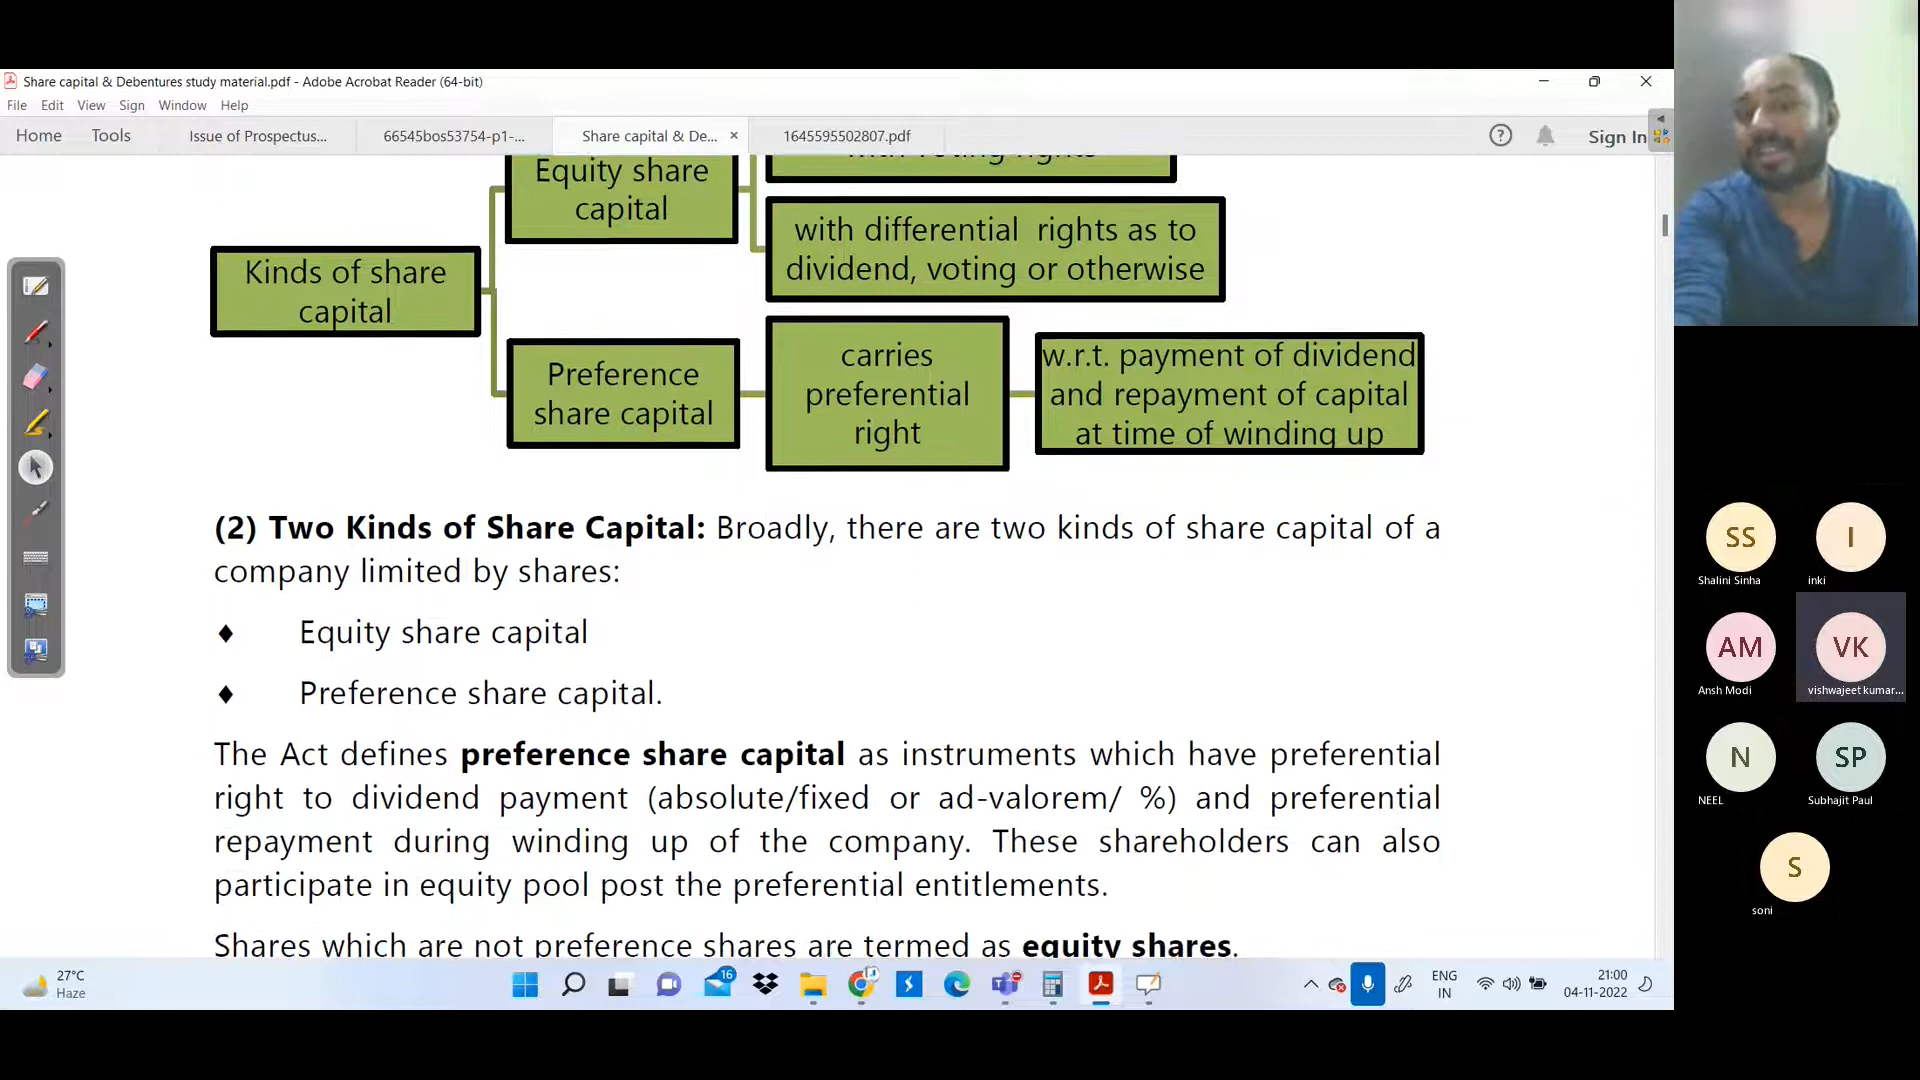 Share capital & Debentures study material.pdf - Adobe Acrobat Reader (64-bit)
File Edit View Sign Window Help
Home Tools Issue of Prospectus... 66545bos53754-p1-... Share capital & De... × 1645595502807.pdf Sign In
with voting rights
Equity share
capital
with differential rights as to
dividend, voting or otherwise
Kinds of share
capital
Preference
share capital
carries
preferential
right
w.r.t. payment of dividend
and repayment of capital
at time of winding up
(2) Two Kinds of Share Capital: Broadly, there are two kinds of share capital of a
company limited by shares:
♦ Equity share capital
♦ Preference share capital.
The Act defines preference share capital as instruments which have preferential
right to dividend payment (absolute/fixed or ad-valorem/ %) and preferential
repayment during winding up of the company. These shareholders can also
participate in equity pool post the preferential entitlements.
Shares which are not preference shares are termed as equity shares.
SS
Shalini Sinha
I
inki
AM
Ansh Modi
VK
vishwajeet kumar...
N
NEEL
SP
Subhajit Paul
S
soni
27°C
Haze
16
ENG
IN
21:00
04-11-2022